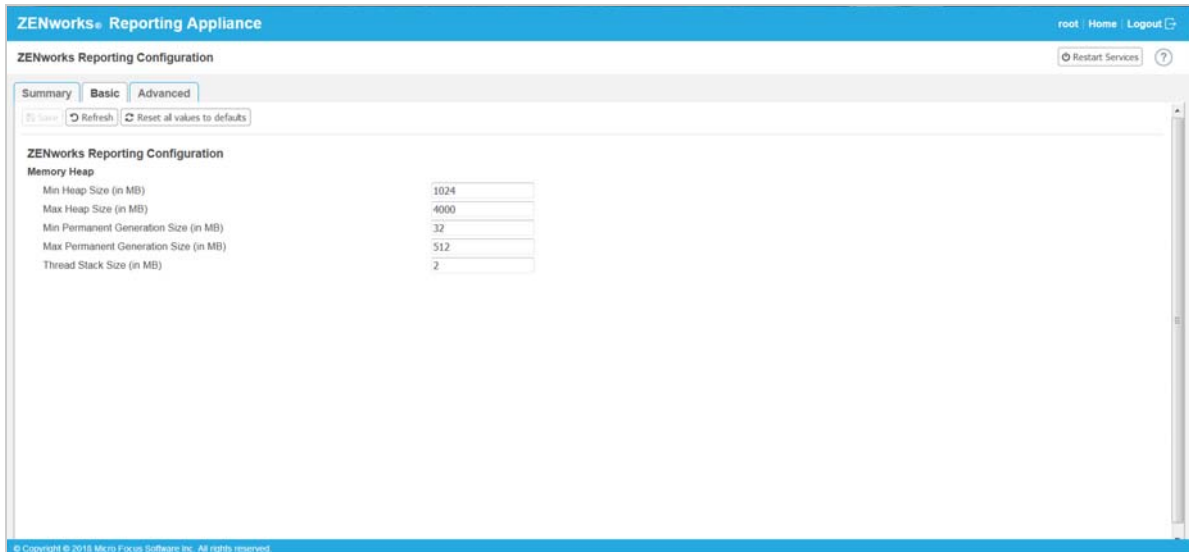 ZENworks® Reporting Appliance
root | Home | Logout
ZENworks Reporting Configuration
Restart Services ?
Summary Basic Advanced
Save Refresh Reset all values to defaults
ZENworks Reporting Configuration
Memory Heap
Min Heap Size (in MB) 1024
Max Heap Size (in MB) 4000
Min Permanent Generation Size (in MB) 32
Max Permanent Generation Size (in MB) 512
Thread Stack Size (in MB) 2
© Copyright © 2018 Micro Focus Software Inc. All rights reserved.